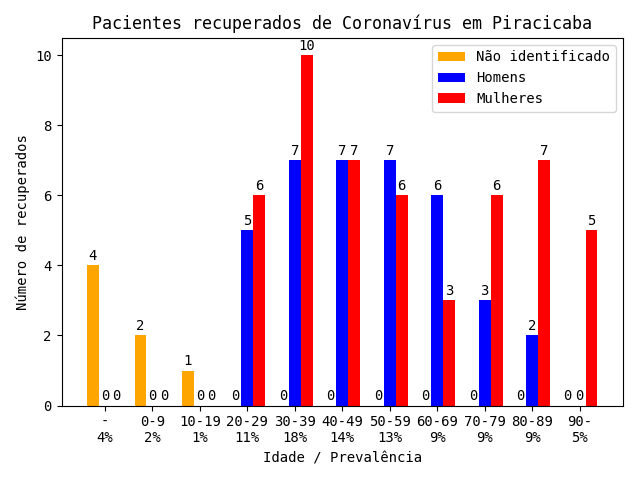 Pacientes recuperados de Coronavírus em Piracicaba
Não identificado
Homens
Mulheres
Número de recuperados
10
8
6
4
2
0
4 0 0
2 0 0
1 0 0
0 5 6
0 7 10
0 7 7
0 7 6
0 6 3
0 3 6
0 2 7
0 0 5
- 0-9 10-19 20-29 30-39 40-49 50-59 60-69 70-79 80-89 90-
4% 2% 1% 11% 18% 14% 13% 9% 9% 9% 5%
Idade / Prevalência